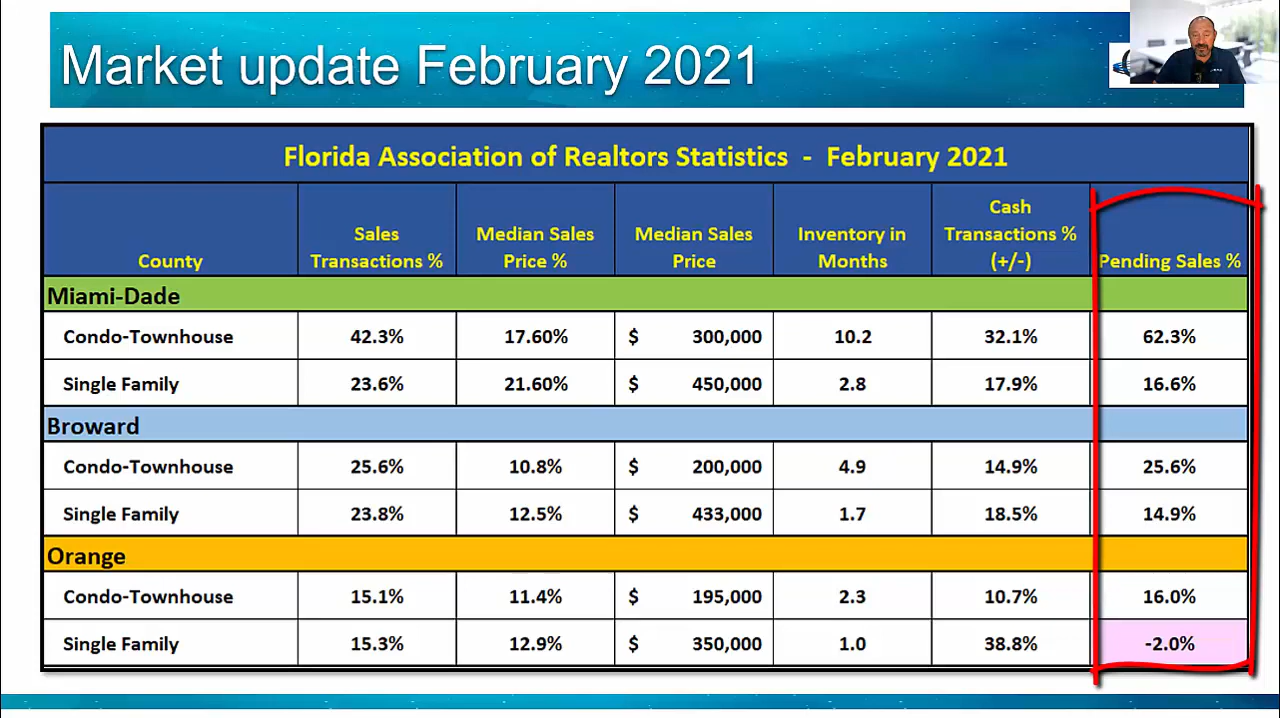 Market update February 2021
Florida Association of Realtors Statistics - February 2021
County Sales Transactions % Median Sales Price % Median Sales Price Inventory in Months Cash Transactions % (+/-) Pending Sales %
Miami-Dade
Condo-Townhouse 42.3% 17.60% $ 300,000 10.2 32.1% 62.3%
Single Family 23.6% 21.60% $ 450,000 2.8 17.9% 16.6%
Broward
Condo-Townhouse 25.6% 10.8% $ 200,000 4.9 14.9% 25.6%
Single Family 23.8% 12.5% $ 433,000 1.7 18.5% 14.9%
Orange
Condo-Townhouse 15.1% 11.4% $ 195,000 2.3 10.7% 16.0%
Single Family 15.3% 12.9% $ 350,000 1.0 38.8% -2.0%